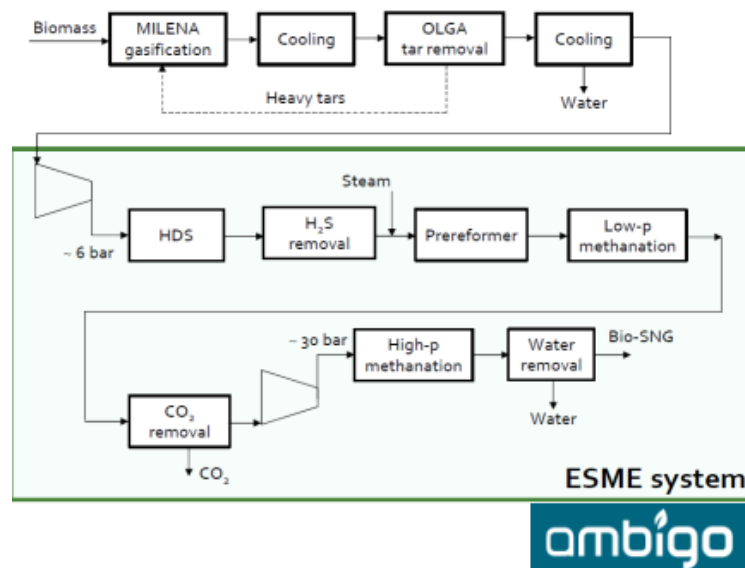 Biomass
MILENA
gasification
Cooling
OLGA
tar removal
Cooling
Heavy tars
Water
Steam
~ 6 bar
HDS
H₂S
removal
Prereformer
Low-p
methanation
~ 30 bar
High-p
methanation
Water
removal
Bio-SNG
Water
CO₂
removal
CO₂
ESME system
ambigo